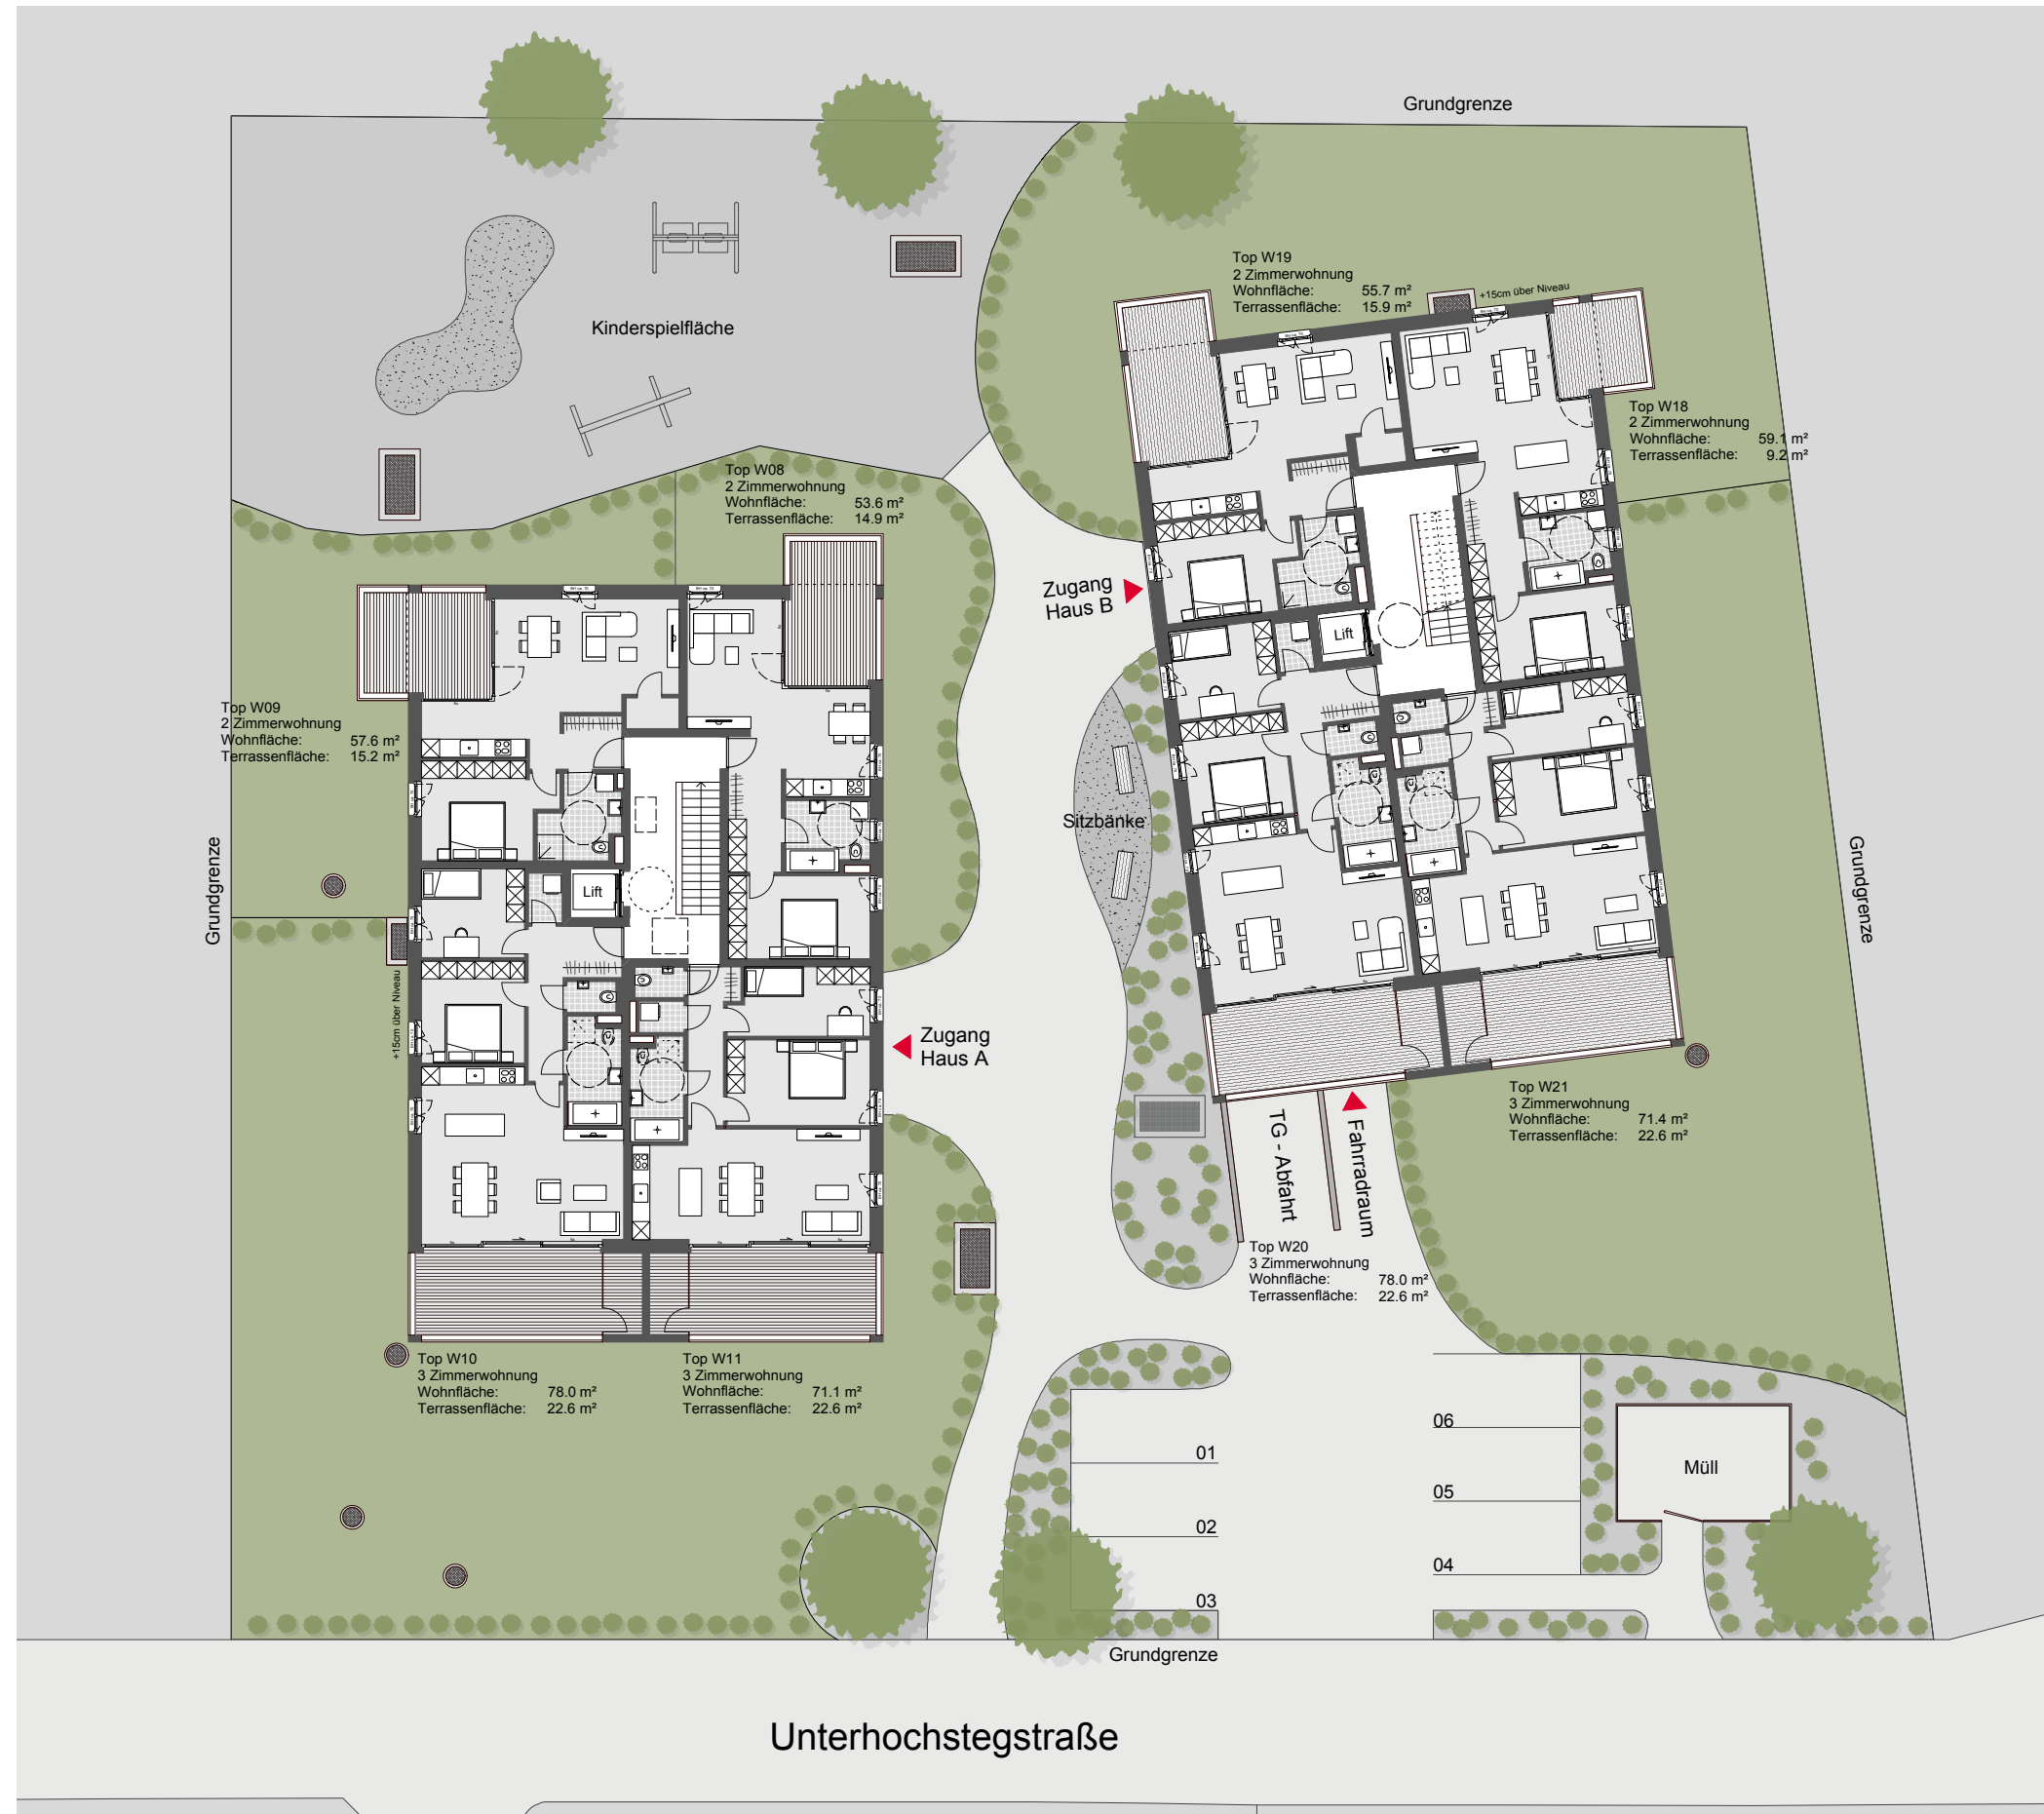 Grundgrenze
Top W19
2 Zimmerwohnung
Wohnfläche: 55.7 m²
Terrassenfläche: 15.9 m²
+15cm über Niveau
Kinderspielfläche
Top W18
2 Zimmerwohnung
Wohnfläche: 59.1 m²
Terrassenfläche: 9.2 m²
Top W08
2 Zimmerwohnung
Wohnfläche: 53.6 m²
Terrassenfläche: 14.9 m²
Zugang
Haus B
Lift
Top W09
2 Zimmerwohnung
Wohnfläche: 57.6 m²
Terrassenfläche: 15.2 m²
Sitzbänke
Grundgrenze
Lift
Grundgrenze
+15cm über Niveau
Zugang
Haus A
Top W21
3 Zimmerwohnung
Wohnfläche: 71.4 m²
Terrassenfläche: 22.6 m²
TG - Abfahrt
Fahrradraum
Top W20
3 Zimmerwohnung
Wohnfläche: 78.0 m²
Terrassenfläche: 22.6 m²
Top W10
3 Zimmerwohnung
Wohnfläche: 78.0 m²
Terrassenfläche: 22.6 m²
Top W11
3 Zimmerwohnung
Wohnfläche: 71.1 m²
Terrassenfläche: 22.6 m²
01
02
03
06
05
04
Müll
Grundgrenze
Unterhochstegstraße